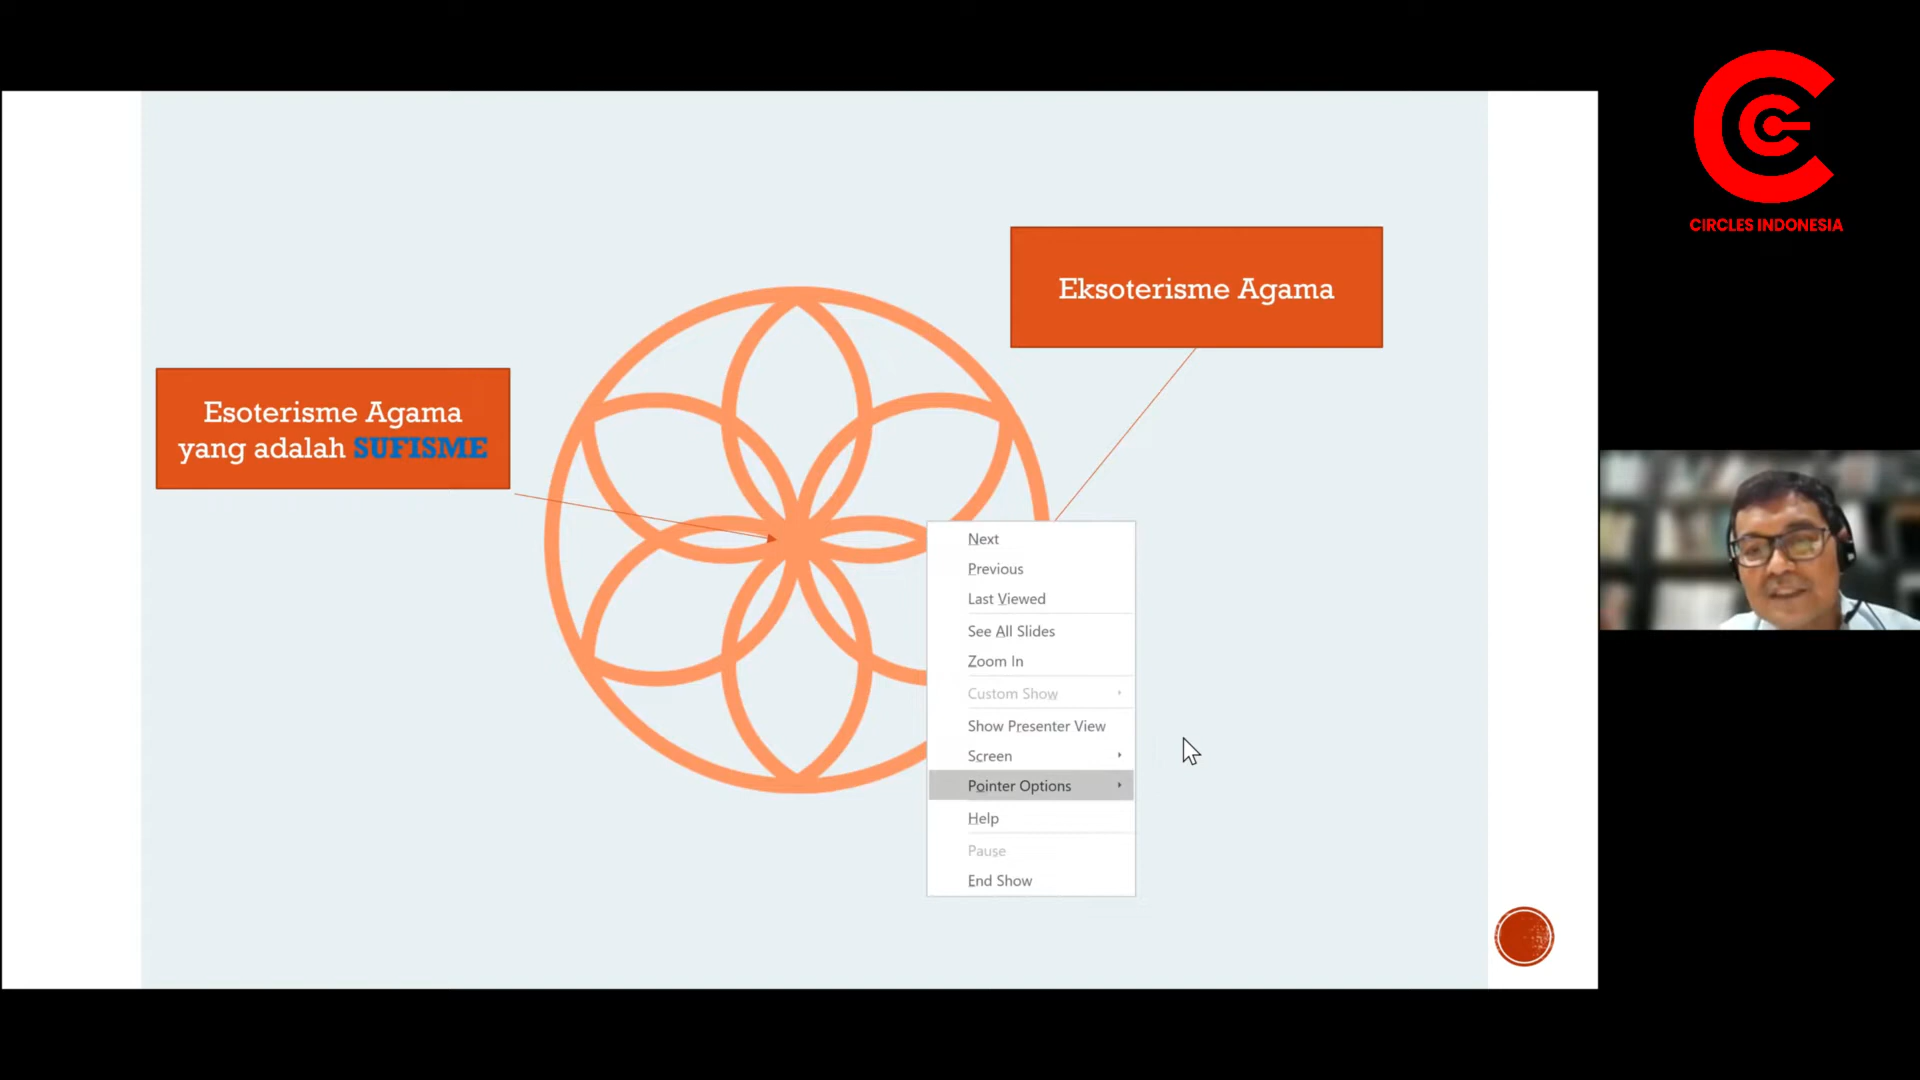 CIRCLES INDONESIA
Eksoterisme Agama
Esoterisme Agama
yang adalah SUFISME
Next
Previous
Last Viewed
See All Slides
Zoom In
Custom Show
Show Presenter View
Screen
Pointer Options
Help
Pause
End Show